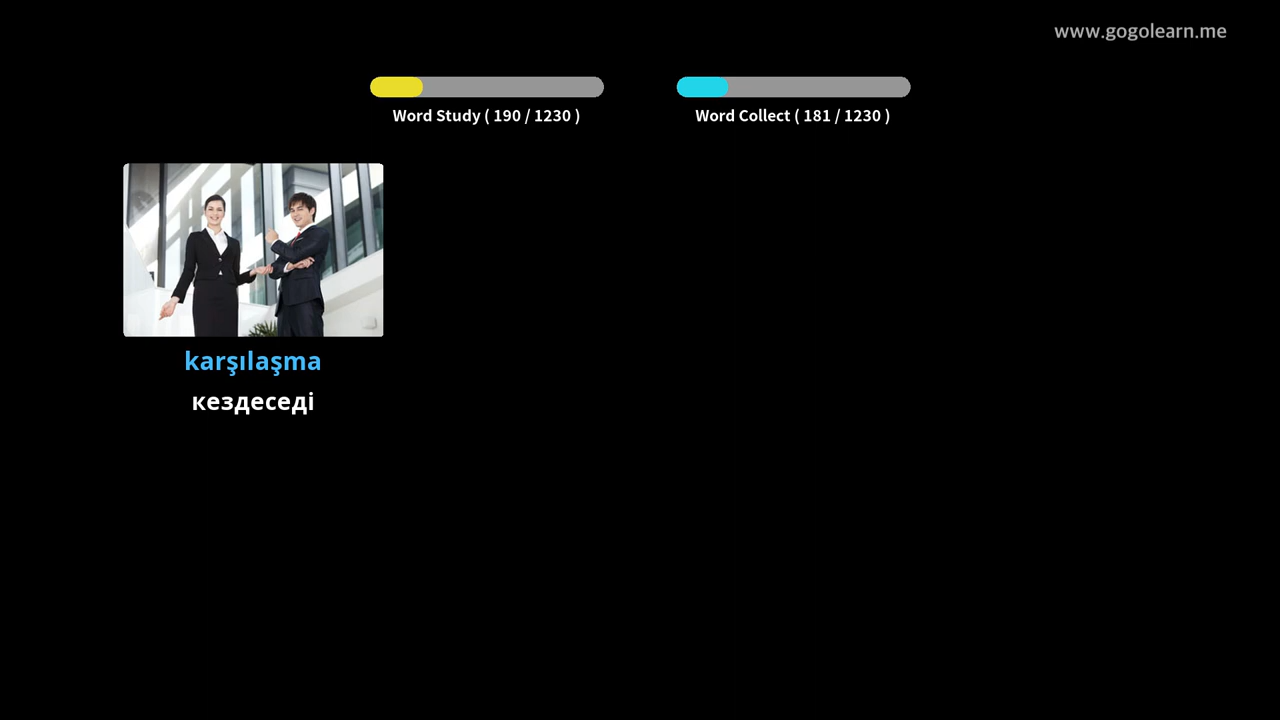 www.gogolearn.me
Word Study ( 190 / 1230 )
Word Collect ( 181 / 1230 )
karşılaşma
кездеседі